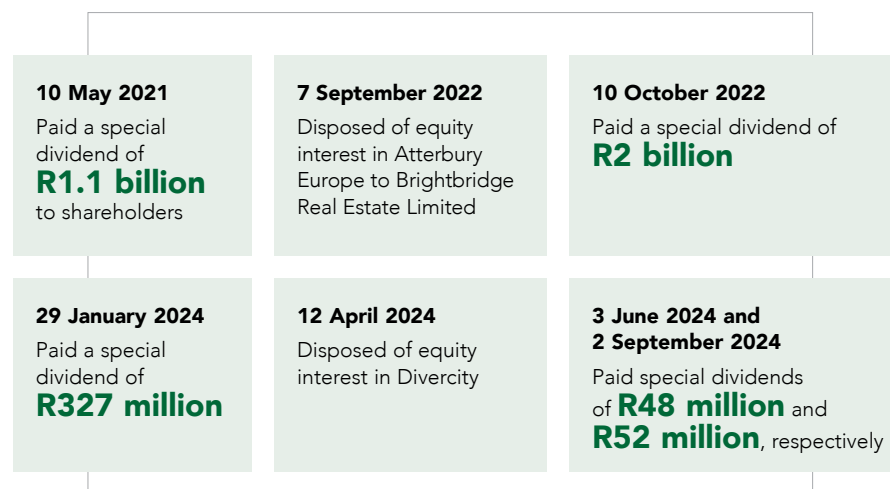 10 May 2021
Paid a special
dividend of
R1.1 billion
to shareholders
7 September 2022
Disposed of equity
interest in Atterbury
Europe to Brightbridge
Real Estate Limited
10 October 2022
Paid a special dividend of
R2 billion
29 January 2024
Paid a special
dividend of
R327 million
12 April 2024
Disposed of equity
interest in Divercity
3 June 2024 and
2 September 2024
Paid special dividends
of R48 million and
R52 million, respectively